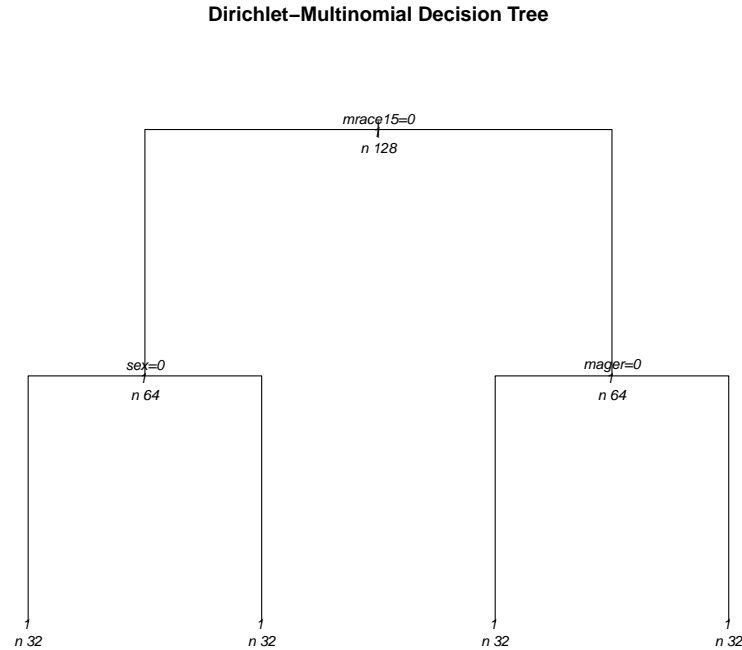 Dirichlet−Multinomial Decision Tree
mrace15=0
1
n 128
sex=0
mager=0
1
1
n 64
n 64
1
1
1
1
n 32
n 32
n 32
n 32